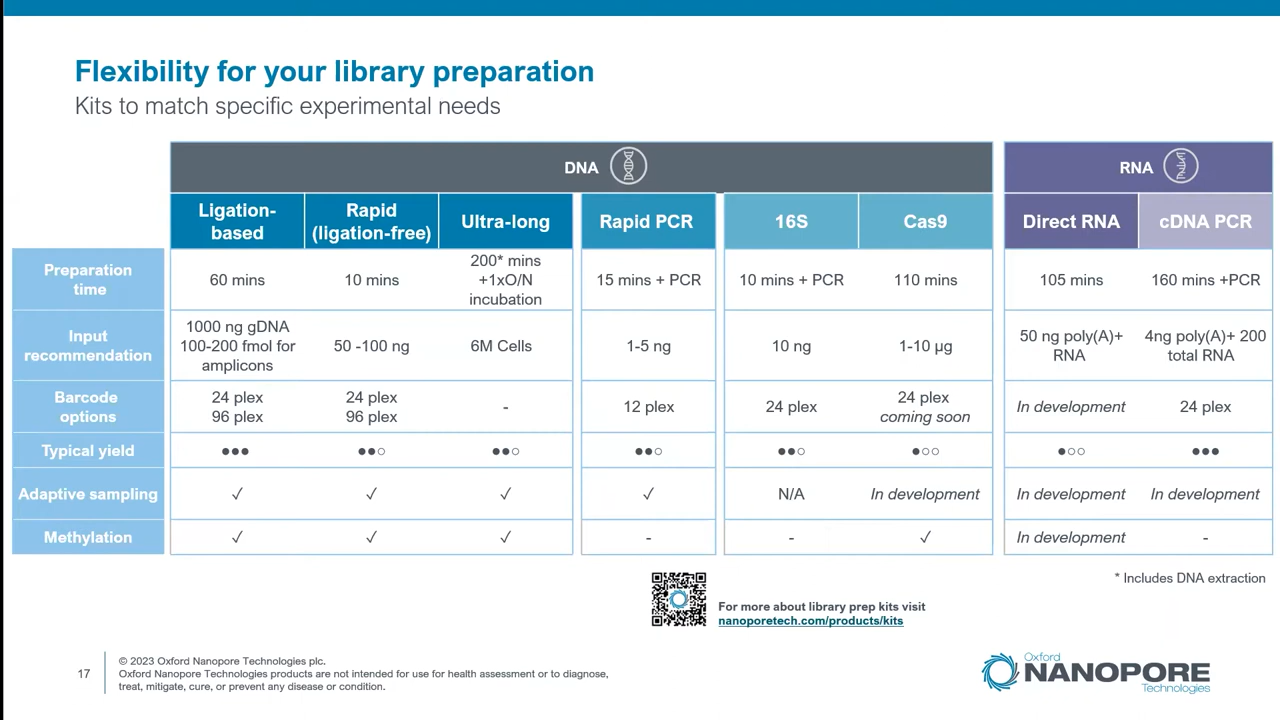 Flexibility for your library preparation
Kits to match specific experimental needs
DNA
RNA
Ligation-
based
Rapid
(ligation-free)
Ultra-long
Rapid PCR
16S
Cas9
Direct RNA
cDNA PCR
Preparation
time
60 mins
10 mins
200* mins
+1xO/N
incubation
15 mins + PCR
10 mins + PCR
110 mins
105 mins
160 mins +PCR
Input
recommendation
1000 ng gDNA
100-200 fmol for
amplicons
50 -100 ng
6M Cells
1-5 ng
10 ng
1-10 µg
50 ng poly(A)+
RNA
4ng poly(A)+ 200
total RNA
Barcode
options
24 plex
96 plex
24 plex
96 plex
-
12 plex
24 plex
24 plex
coming soon
In development
24 plex
Typical yield
●●●
●●○
●●○
●●○
●●○
●○○
●○○
●●●
Adaptive sampling
✓
✓
✓
✓
N/A
In development
In development
In development
Methylation
✓
✓
✓
-
-
✓
In development
-
* Includes DNA extraction
For more about library prep kits visit
nanoporetech.com/products/kits
17
© 2023 Oxford Nanopore Technologies plc.
Oxford Nanopore Technologies products are not intended for use for health assessment or to diagnose,
treat, mitigate, cure, or prevent any disease or condition.
Oxford
NANOPORE
Technologies